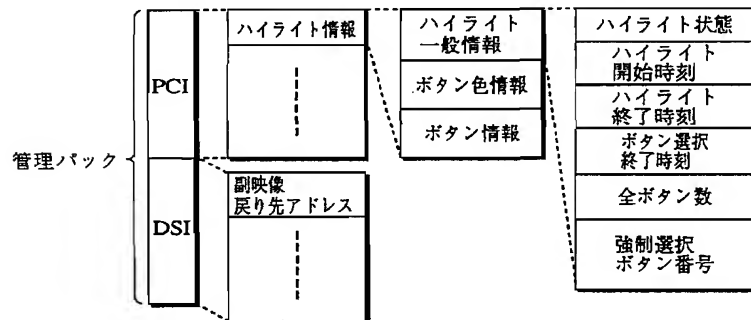 管理パック
PCI
DSI
ハイライト情報
副映像
戻り先アドレス
ハイライト
一般情報
ボタン色情報
ボタン情報
ハイライト状態
ハイライト
開始時刻
ハイライト
終了時刻
ボタン選択
終了時刻
全ボタン数
強制選択
ボタン番号